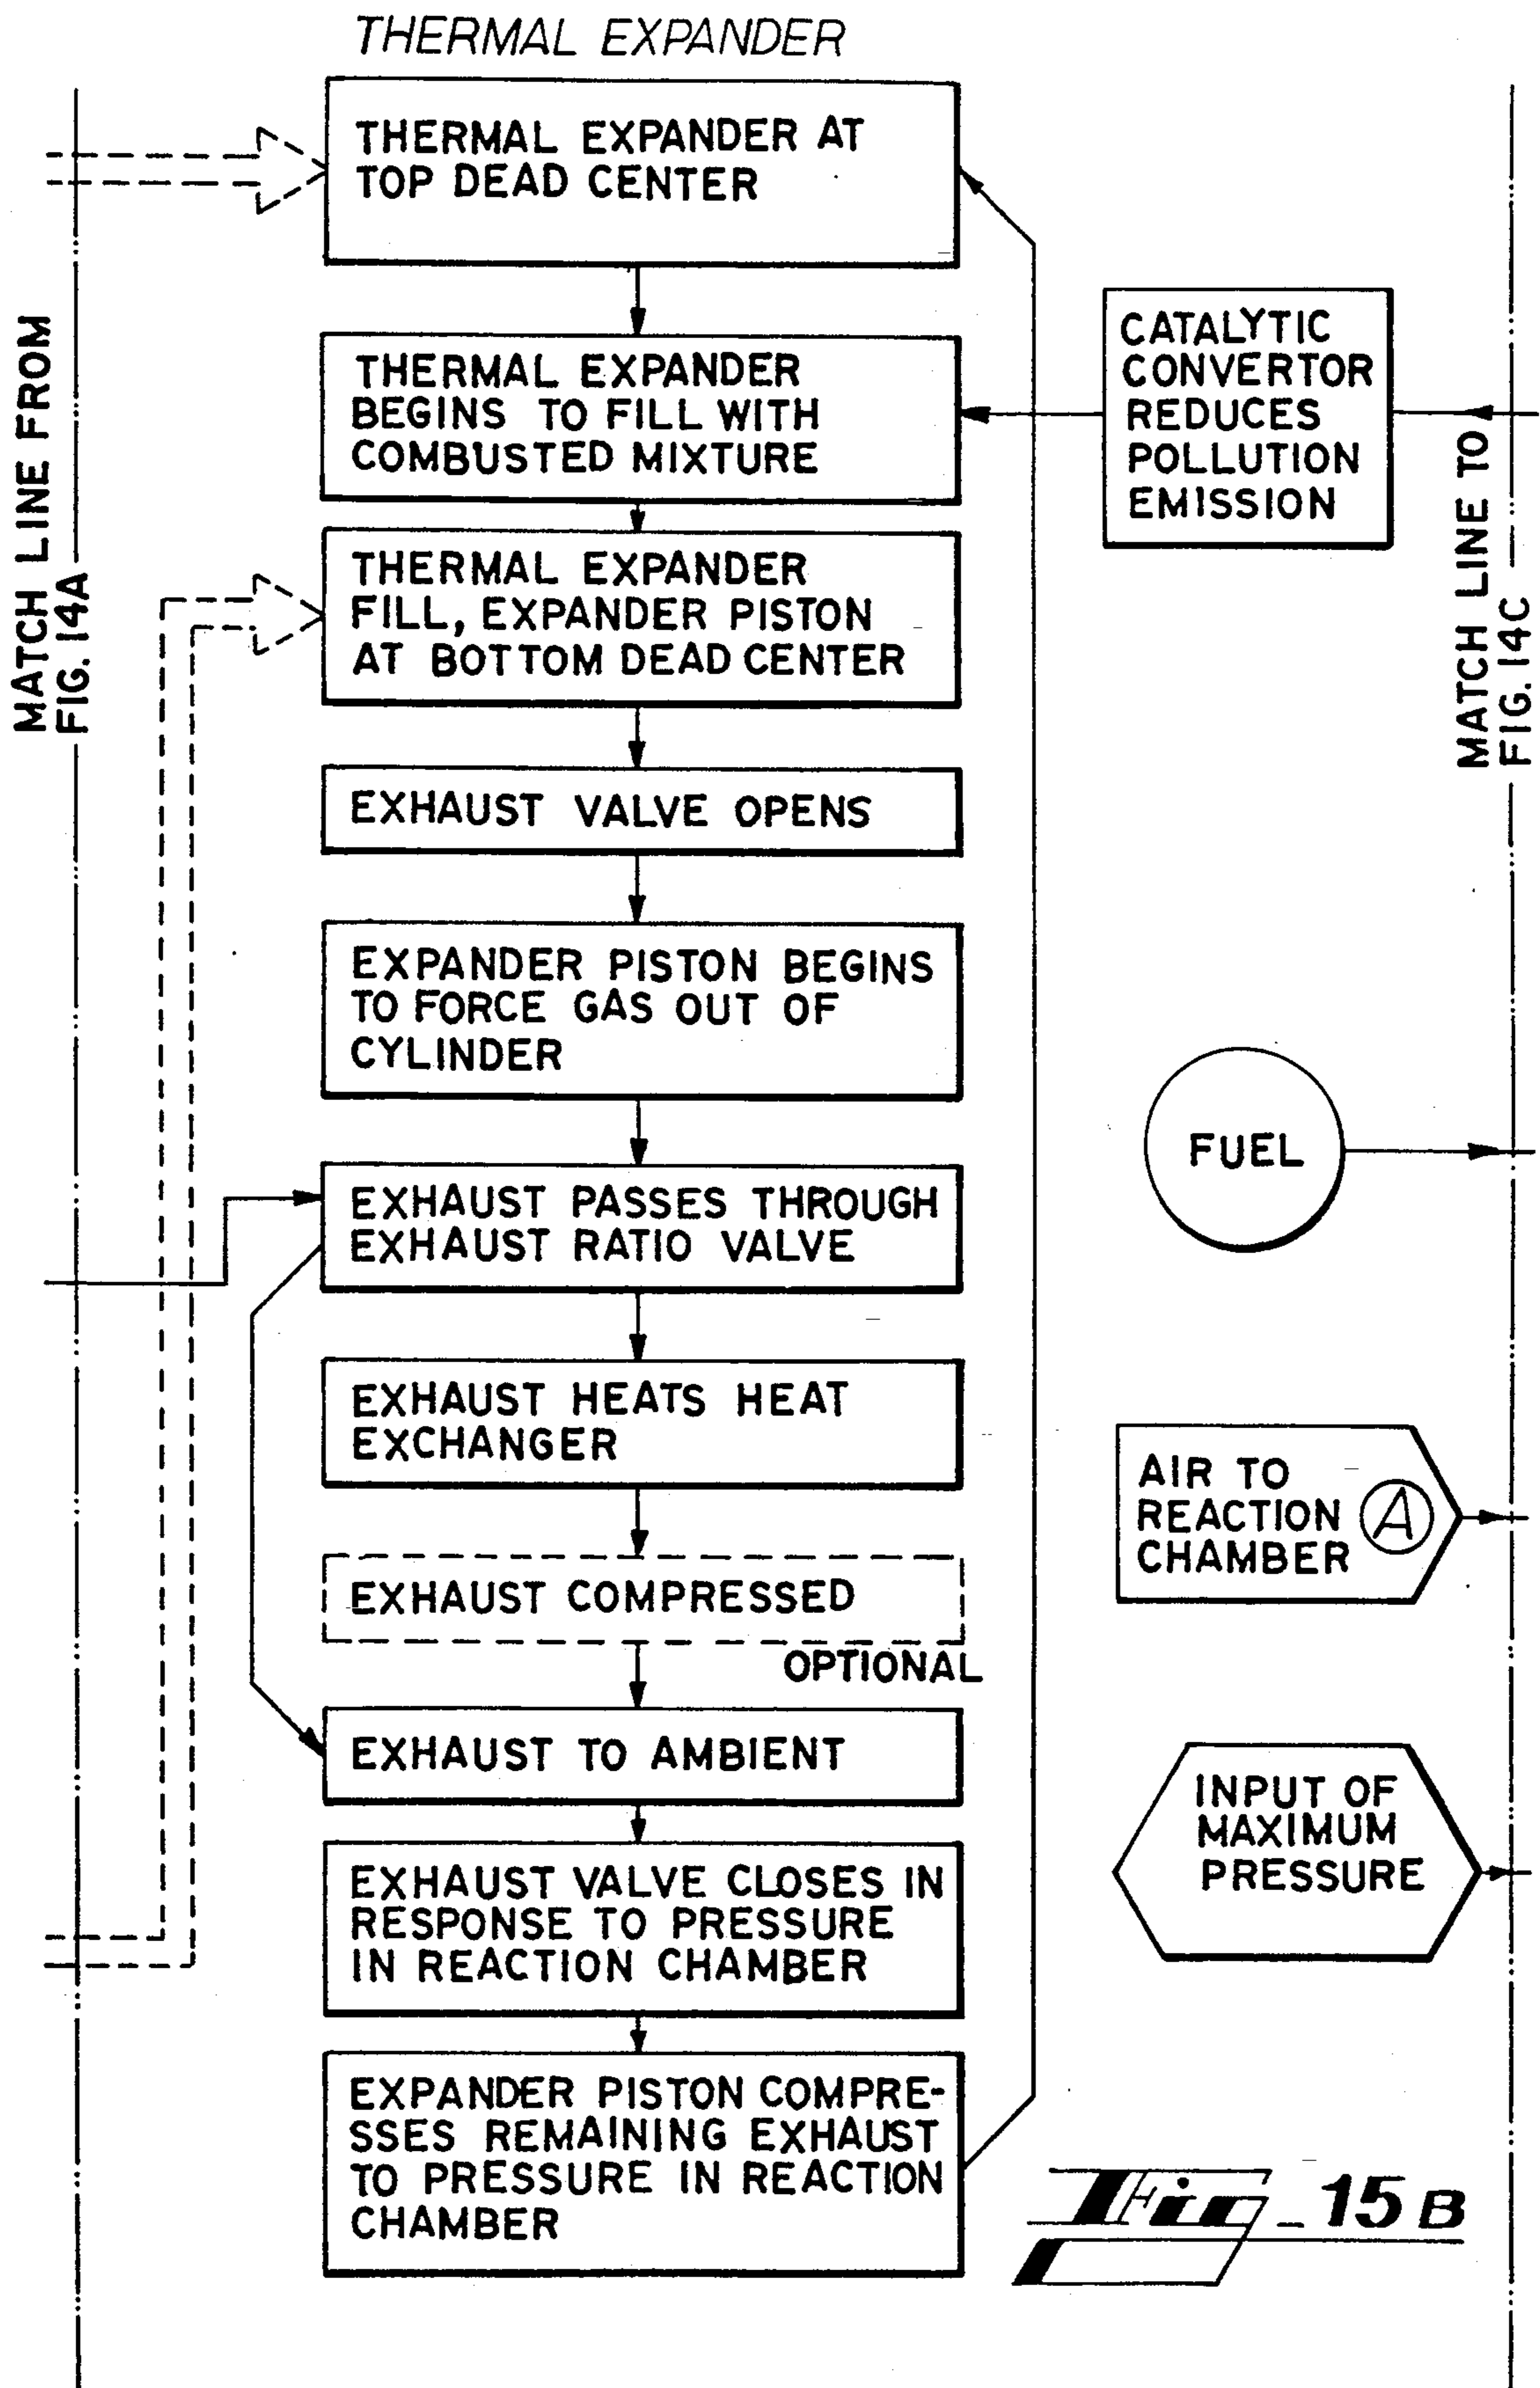 THERMAL EXPANDER
THERMAL EXPANDER AT
TOP DEAD CENTER
THERMAL EXPANDER
BEGINS TO FILL WITH
COMBUSTED MIXTURE
CATALYTIC
CONVERTOR
REDUCES
POLLUTION
EMISSION
MATCH LINE FROM
FIG. 14A
MATCH LINE TO
FIG. 14C
THERMAL EXPANDER
FILL, EXPANDER PISTON
AT BOTTOM DEAD CENTER
EXHAUST VALVE OPENS
EXPANDER PISTON BEGINS
TO FORCE GAS OUT OF
CYLINDER
FUEL
EXHAUST PASSES THROUGH
EXHAUST RATIO VALVE
EXHAUST HEATS HEAT
EXCHANGER
AIR TO
REACTION
CHAMBER
A
EXHAUST COMPRESSED
OPTIONAL
EXHAUST TO AMBIENT
INPUT OF
MAXIMUM
PRESSURE
EXHAUST VALVE CLOSES IN
RESPONSE TO PRESSURE
IN REACTION CHAMBER
EXPANDER PISTON COMPRE-
SSES REMAINING EXHAUST
TO PRESSURE IN REACTION
CHAMBER
Fig_15B